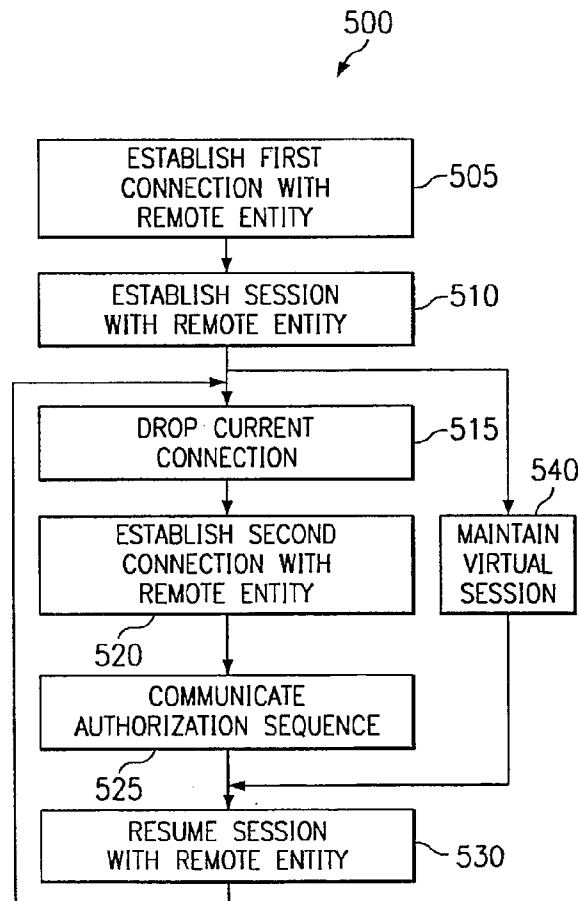 500
ESTABLISH FIRST
CONNECTION WITH
REMOTE ENTITY
505
ESTABLISH SESSION
WITH REMOTE ENTITY
510
DROP CURRENT
CONNECTION
515
540
ESTABLISH SECOND
CONNECTION WITH
REMOTE ENTITY
520
MAINTAIN
VIRTUAL
SESSION
COMMUNICATE
AUTHORIZATION SEQUENCE
525
RESUME SESSION
WITH REMOTE ENTITY
530